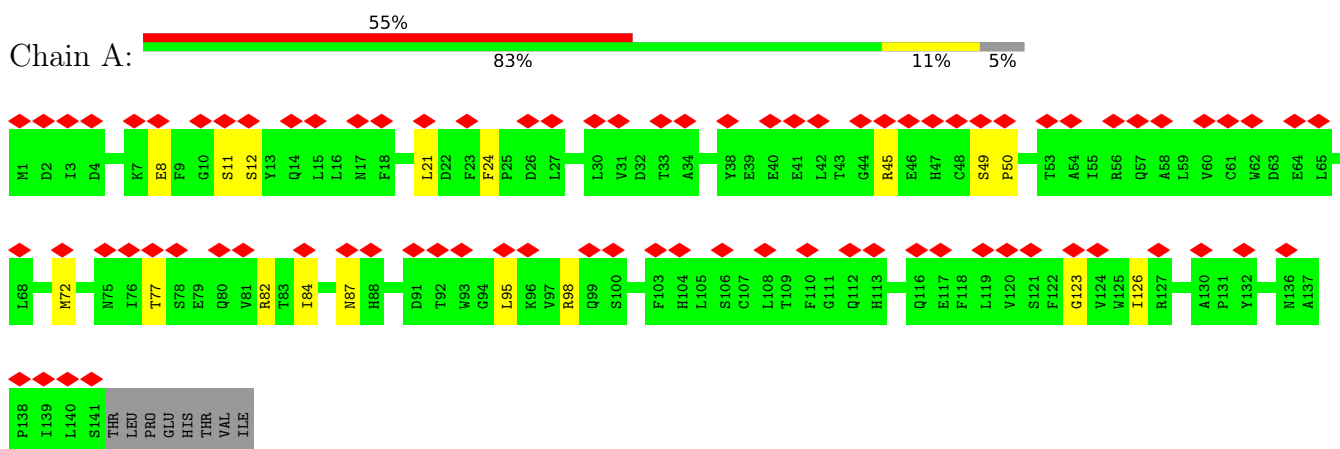 55%
Chain A:
83% 11% 5%
M1 D2 I3 D4 K7 E8 F9 G10 S11 S12 Y13 Q14 L15 L16 N17 F18 L21 D22 F23 F24 P25 D26 L27 L30 V31 D32 T33 A34 Y38 E39 E40 E41 L42 T43 G44 R45 E46 H47 C48 S49 P50 T53 A54 I55 R56 Q57 A58 L59 V60 C61 W62 D63 E64 L65
L68 M72 N75 I76 T77 S78 E79 Q80 V81 R82 T83 I84 N87 H88 D91 T92 W93 G94 L95 K96 V97 R98 Q99 S100 F103 H104 L105 S106 C107 L108 T109 F110 G111 Q112 H113 Q116 E117 F118 L119 V120 S121 F122 G123 V124 W125 I126 R127 A130 P131 Y132 N136 A137
P138 I139 L140 S141 THR LEU PRO GLU HIS THR VAL ILE